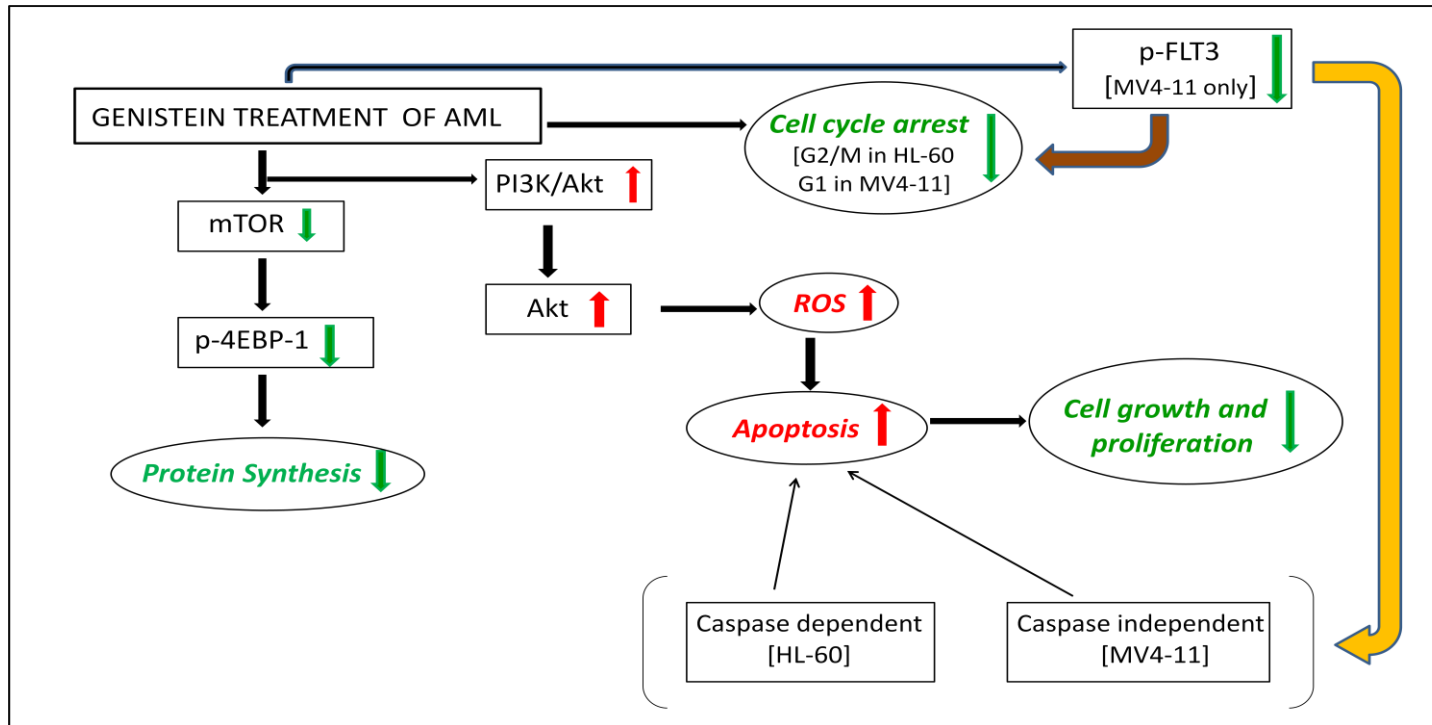 p-FLT3
[MV4-11 only]
GENISTEIN TREATMENT OF AML
Cell cycle arrest
[G2/M in HL-60
G1 in MV4-11]
PI3K/Akt
mTOR
Akt
ROS
p-4EBP-1
Apoptosis
Cell growth and
proliferation
Protein Synthesis
Caspase dependent
[HL-60]
Caspase independent
[MV4-11]